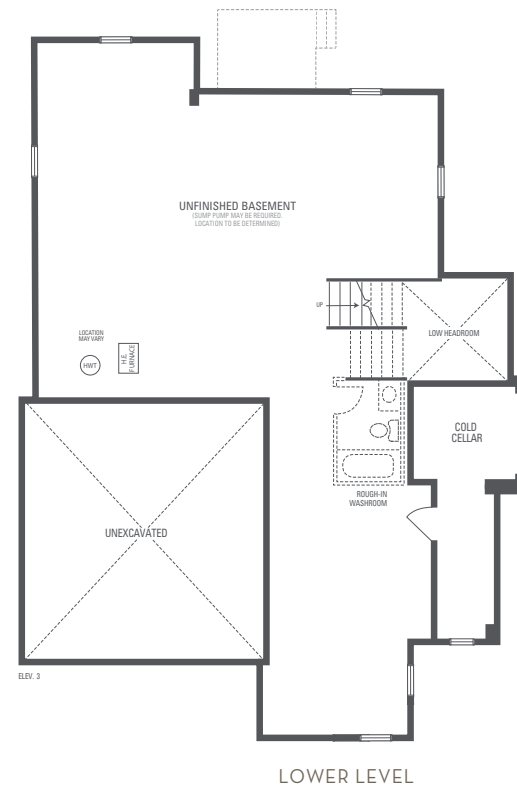 UNFINISHED BASEMENT
(SUMP PUMP MAY BE REQUIRED.
LOCATION TO BE DETERMINED)
UP
LOW HEADROOM
LOCATION
MAY VARY
HWT
H.E.
FURNACE
COLD
CELLAR
ROUGH-IN
WASHROOM
UNEXCAVATED
ELEV. 3
LOWER LEVEL